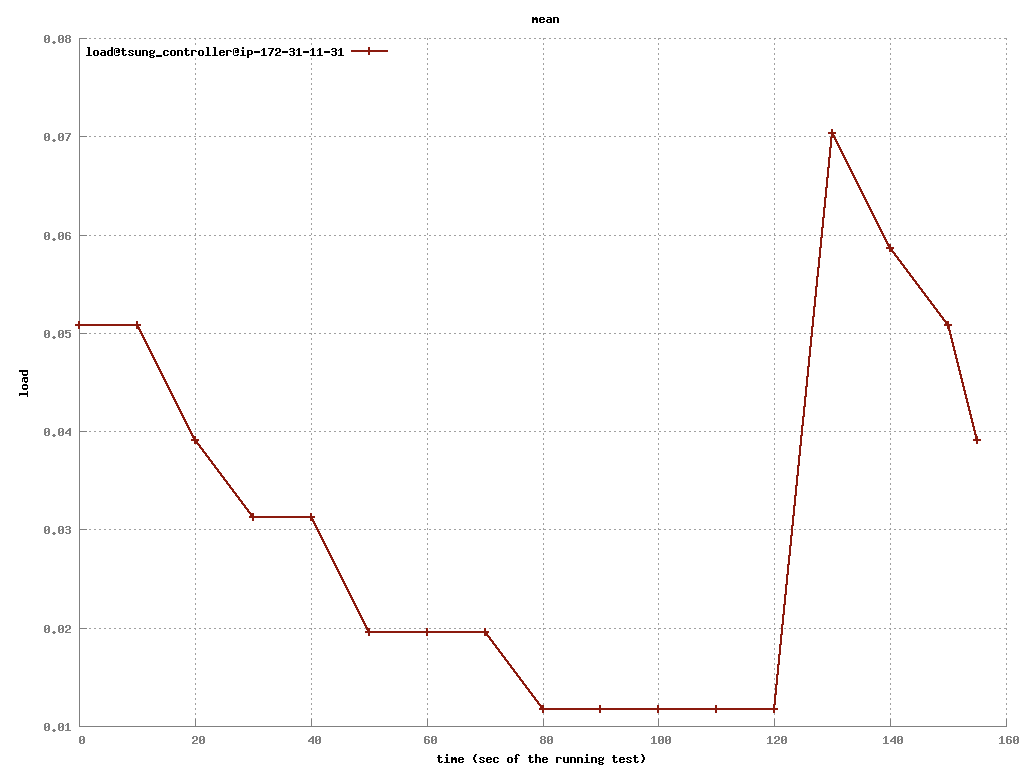 mean
load@tsung_controller@ip-172-31-11-31
0.08
0.07
0.06
0.05
0.04
0.03
0.02
0.01
load
0 20 40 60 80 100 120 140 160
time (sec of the running test)